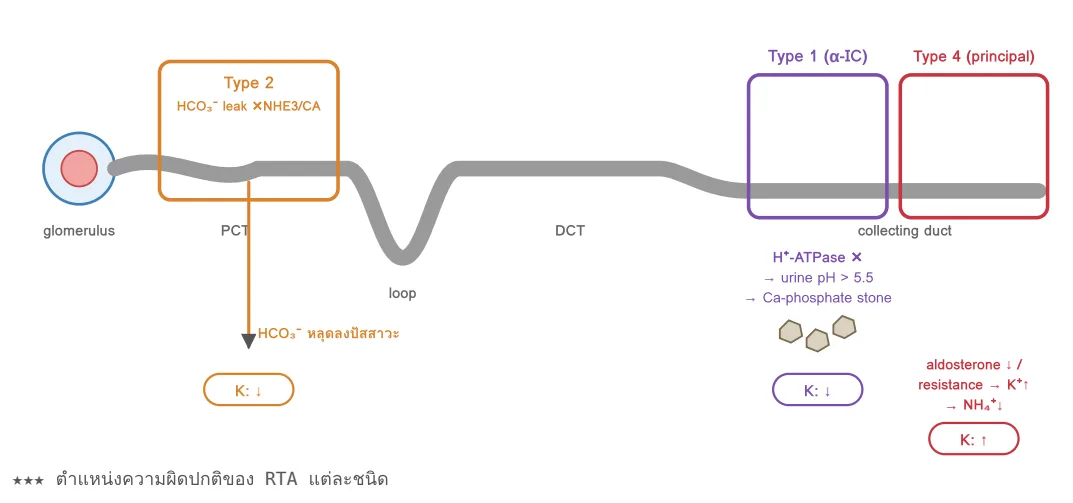 Type 1 (α-IC)
Type 4 (principal)
Type 2
HCO₃⁻ leak ✕NHE3/CA
glomerulus
PCT
DCT
collecting duct
H⁺-ATPase ✕
→ urine pH > 5.5
→ Ca-phosphate stone
loop
HCO₃⁻ หลุดลงปัสสาวะ
aldosterone ↓ /
resistance → K⁺↑
→ NH₄⁺↓
K: ↓
K: ↓
K: ↑
★★★ ตำแหน่งความผิดปกติของ RTA แต่ละชนิด